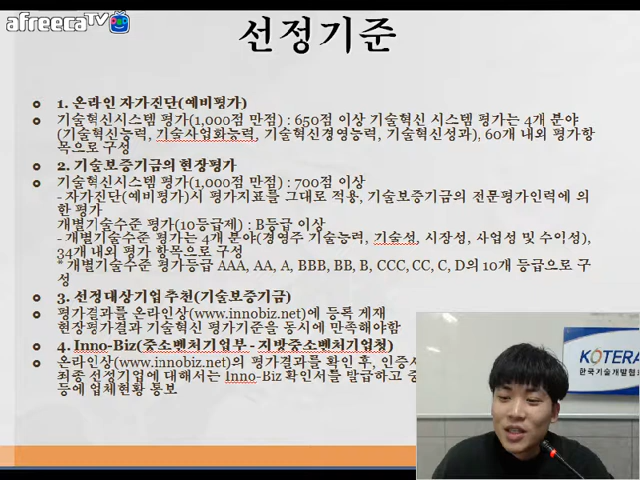 afreecaTV
선정기준
1. 온라인 자가진단(예비평가)
기술혁신시스템 평가(1,000점 만점) : 650점 이상 기술혁신 시스템 평가는 4개 분야
(기술혁신능력, 기술사업화능력, 기술혁신경영능력, 기술혁신성과), 60개 내외 평가항
목으로 구성
2. 기술보증기금의 현장평가
기술혁신시스템 평가(1,000점 만점) : 700점 이상
- 자가진단(예비평가)시 평가지표를 그대로 적용, 기술보증기금의 전문평가인력에 의
한 평가
개별기술수준 평가(10등급제) : B등급 이상
- 개별기술수준 평가는 4개 분야(경영주 기술능력, 기술성, 시장성, 사업성 및 수익성),
34개 내외 평가 항목으로 구성
* 개별기술수준 평가등급 AAA, AA, A, BBB, BB, B, CCC, CC, C, D의 10개 등급으로 구
성
3. 선정대상기업 추천(기술보증기금)
평가결과를 온라인상(www.innobiz.net)에 등록 게재
현장평가결과 기술혁신 평가기준을 동시에 만족해야함
4. Inno-Biz(중소벤처기업부 - 지방중소벤처기업청)
온라인상(www.innobiz.net)의 평가결과를 확인 후, 인증서
최종 선정기업에 대해서는 Inno-Biz 확인서를 발급하고 중
등에 업체현황 통보
KOTERA
한국기술개발협회